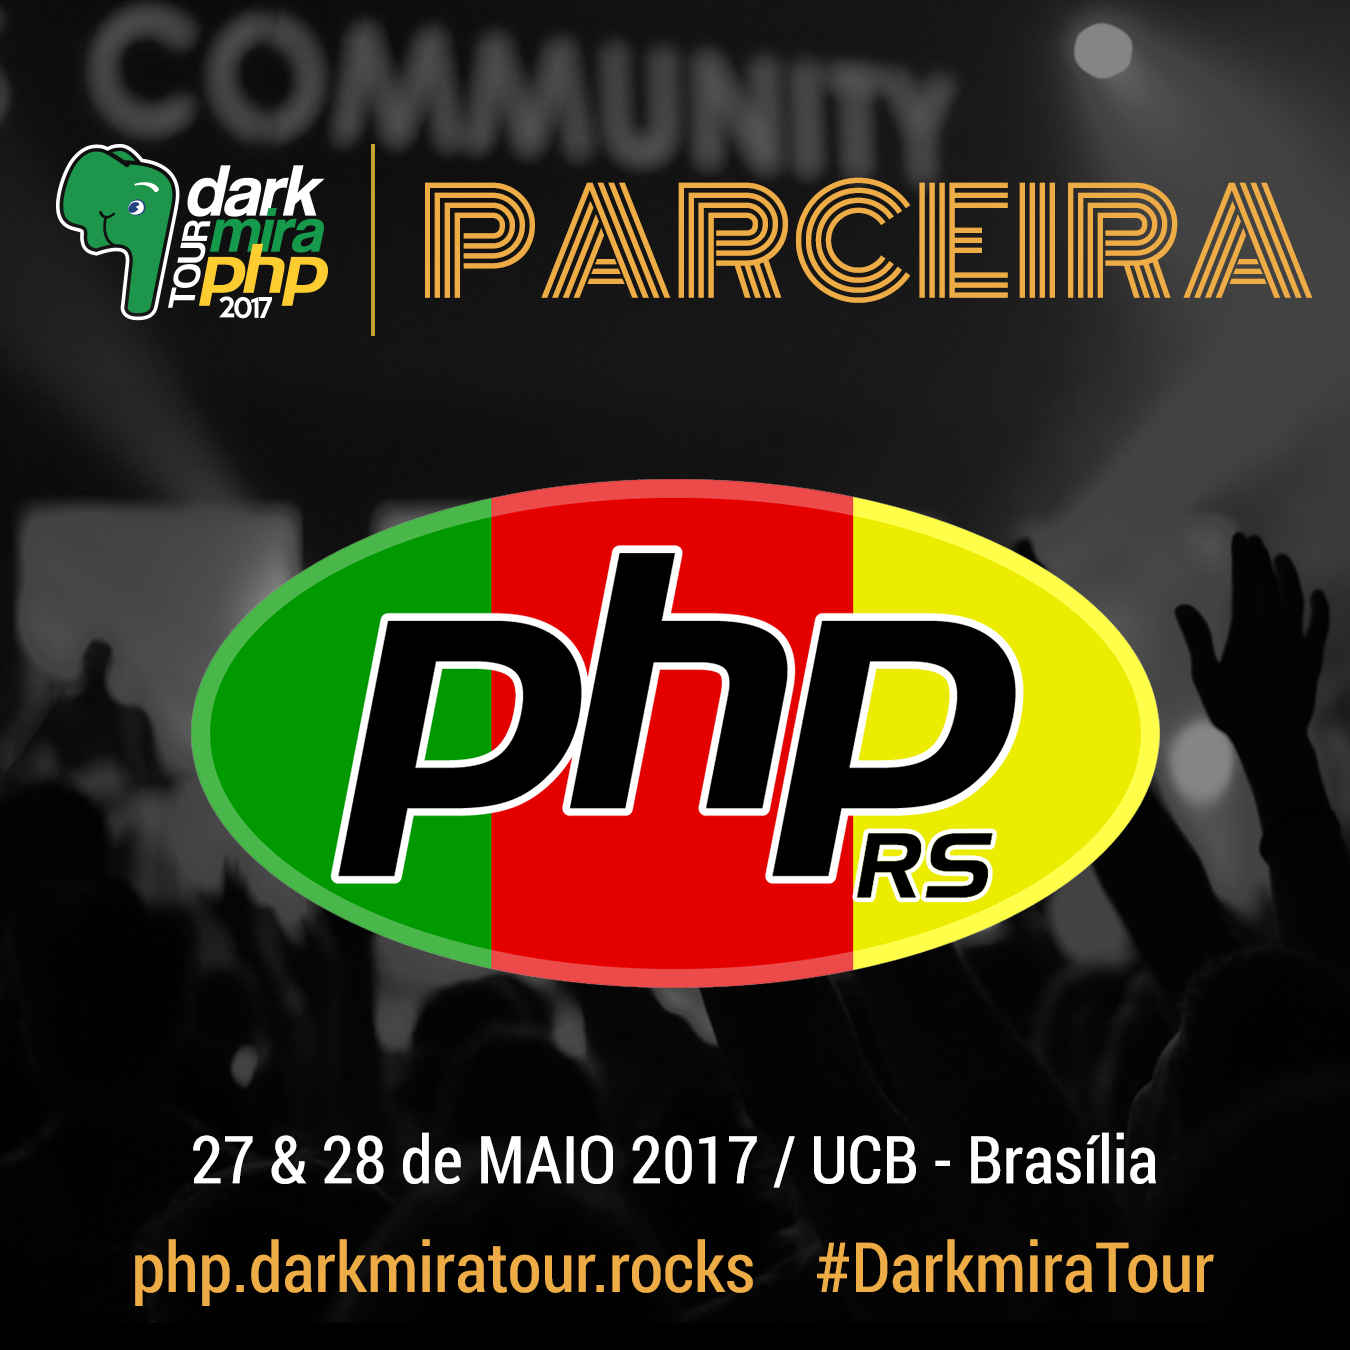 COMMUNITY
dark
mira
TOUR
php
2017
PARCEIRA
php
RS
27 & 28 de MAIO 2017 / UCB - Brasília
php.darkmiratour.rocks #DarkmiraTour